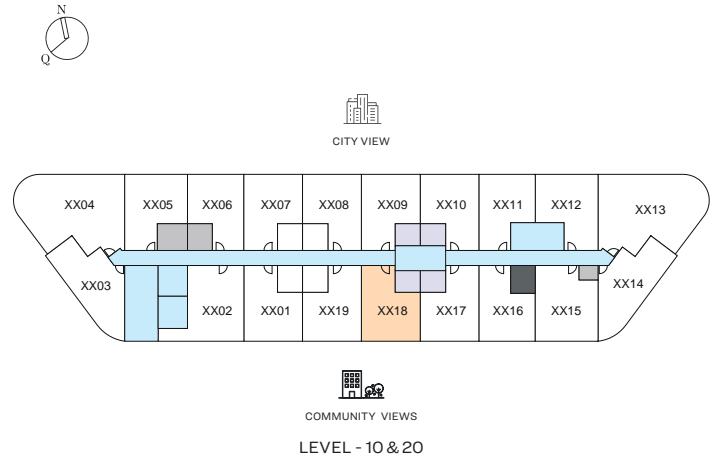 N
Q
CITY VIEW
XX04 XX05 XX06 XX07 XX08 XX09 XX10 XX11 XX12 XX13
XX03 XX14
XX02 XX01 XX19 XX18 XX17 XX16 XX15
COMMUNITY VIEWS
LEVEL - 10 & 20